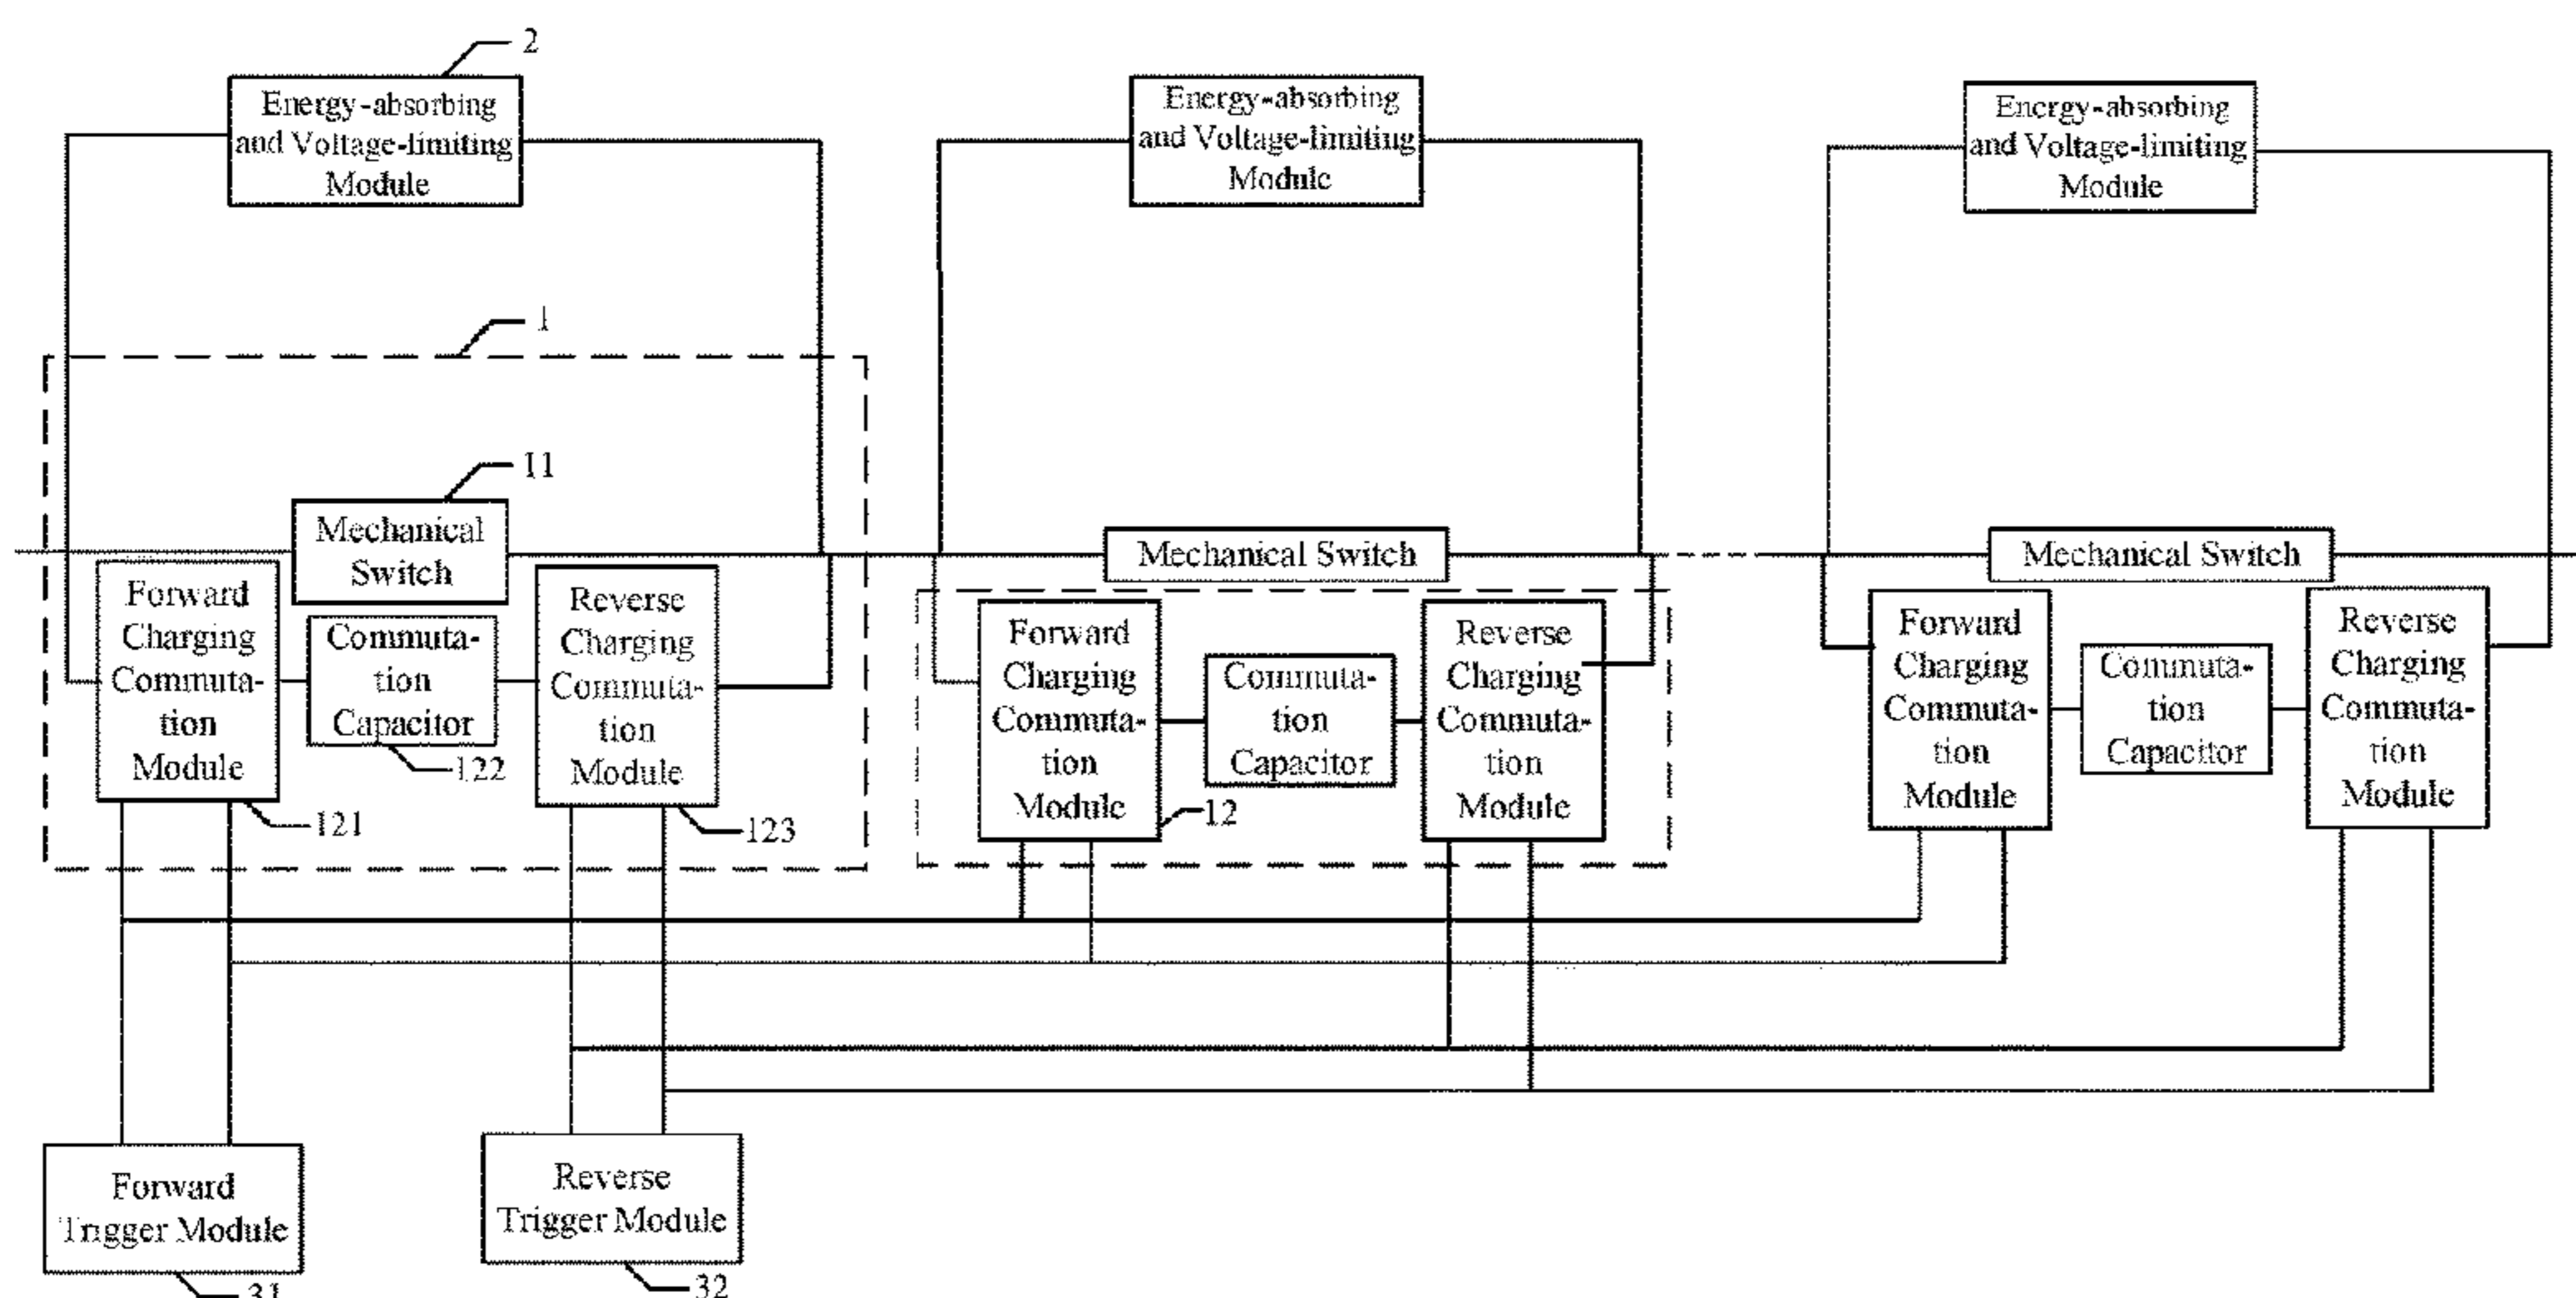 2
Energy-absorbing
and Voltage-limiting
Module
Energy-absorbing
and Voltage-limiting
Module
Energy-absorbing
and Voltage-limiting
Module
1
11
Mechanical
Switch
Mechanical Switch
Mechanical Switch
Forward
Charging
Commuta-
tion
Module
Commuta-
tion
Capacitor
Reverse
Charging
Commuta-
tion
Module
122
121
123
Forward
Charging
Commuta-
tion
Module
Commuta-
tion
Capacitor
Reverse
Charging
Commuta-
tion
Module
12
Forward
Charging
Commuta-
tion
Module
Commuta-
tion
Capacitor
Reverse
Charging
Commuta-
tion
Module
Forward
Trigger Module
31
Reverse
Trigger Module
32